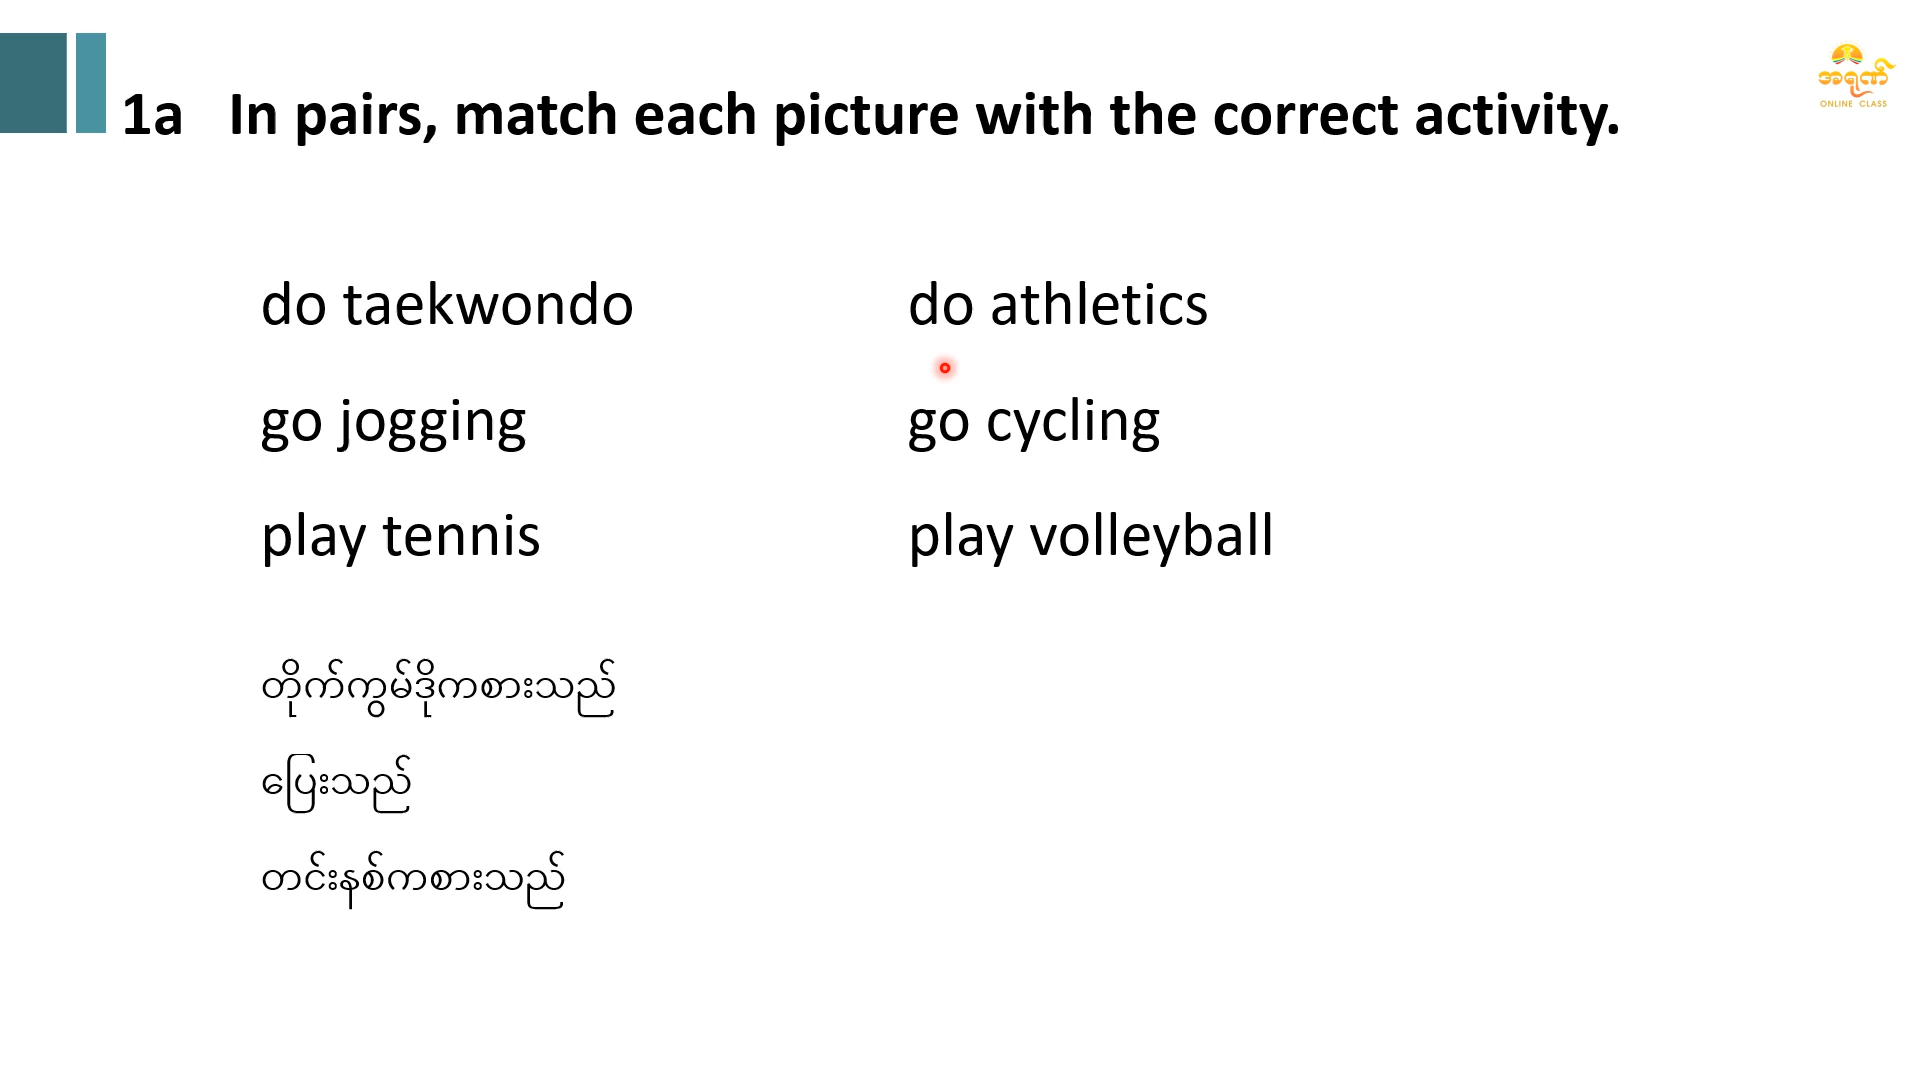 1a In pairs, match each picture with the correct activity.
အရုဏ်
ONLINE CLASS
do taekwondo do athletics
go jogging go cycling
play tennis play volleyball
တိုက်ကွမ်ဒိုကစားသည်
ပြေးသည်
တင်းနစ်ကစားသည်